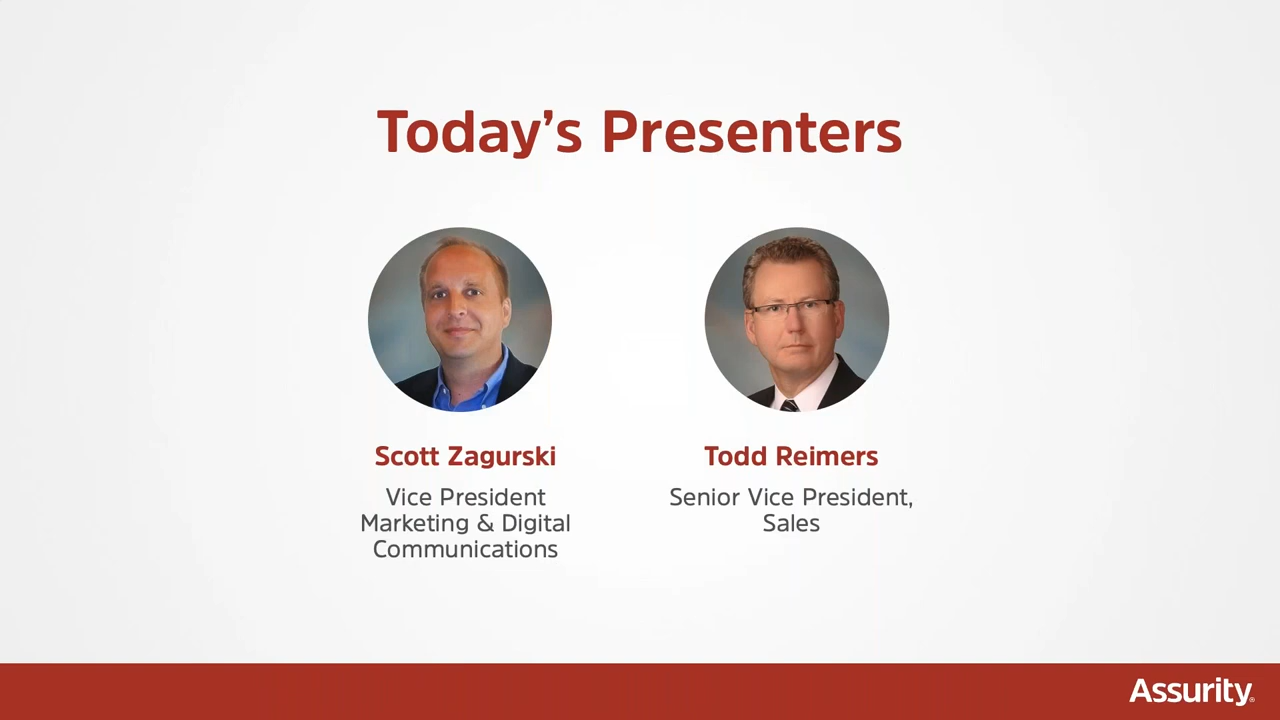 Today's Presenters
Scott Zagurski
Vice President
Marketing & Digital
Communications
Todd Reimers
Senior Vice President,
Sales
Assurity®